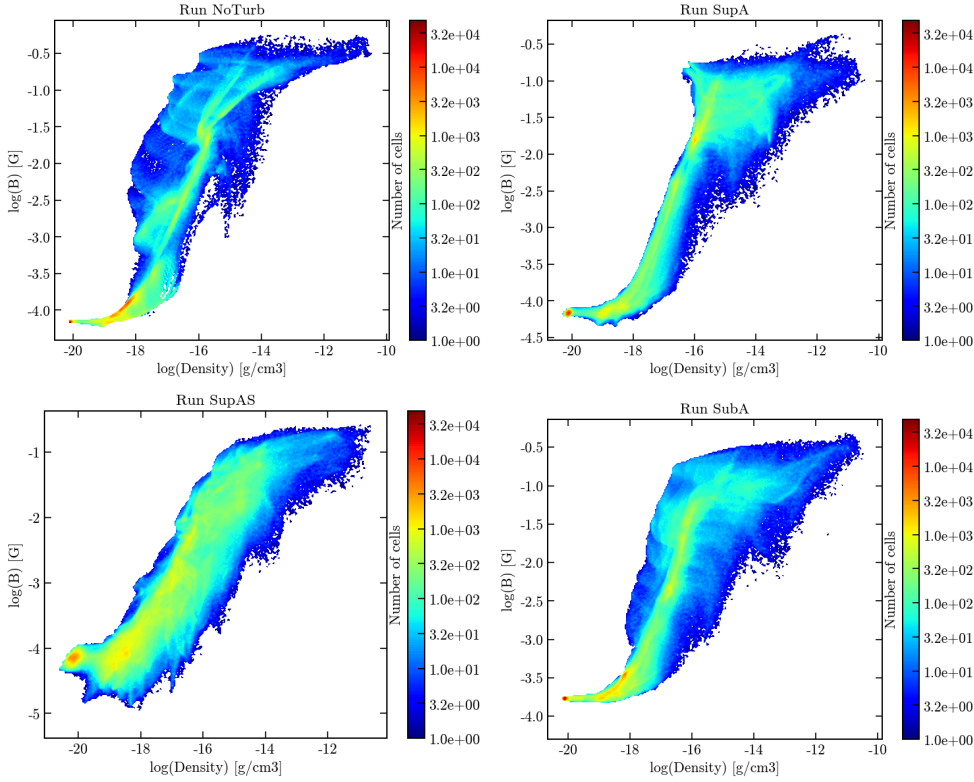 Run NoTurb
-0.5
-1.0
-1.5
-2.0
-2.5
-3.0
-3.5
-4.0
log(B) [G]
-20
-18
-16
-14
-12
-10
log(Density) [g/cm3]
3.2e+04
1.0e+04
3.2e+03
1.0e+03
3.2e+02
1.0e+02
3.2e+01
1.0e+01
3.2e+00
1.0e+00
Number of cells
Run SupA
-0.5
-1.0
-1.5
-2.0
-2.5
-3.0
-3.5
-4.0
-4.5
log(B) [G]
-20
-18
-16
-14
-12
-10
log(Density) [g/cm3]
3.2e+04
1.0e+04
3.2e+03
1.0e+03
3.2e+02
1.0e+02
3.2e+01
1.0e+01
3.2e+00
1.0e+00
Number of cells
Run SupAS
-1
-2
-3
-4
-5
log(B) [G]
-20
-18
-16
-14
-12
log(Density) [g/cm3]
3.2e+04
1.0e+04
3.2e+03
1.0e+03
3.2e+02
1.0e+02
3.2e+01
1.0e+01
3.2e+00
1.0e+00
Number of cells
Run SubA
-0.5
-1.0
-1.5
-2.0
-2.5
-3.0
-3.5
-4.0
log(B) [G]
-20
-18
-16
-14
-12
-10
log(Density) [g/cm3]
3.2e+04
1.0e+04
3.2e+03
1.0e+03
3.2e+02
1.0e+02
3.2e+01
1.0e+01
3.2e+00
1.0e+00
Number of cells